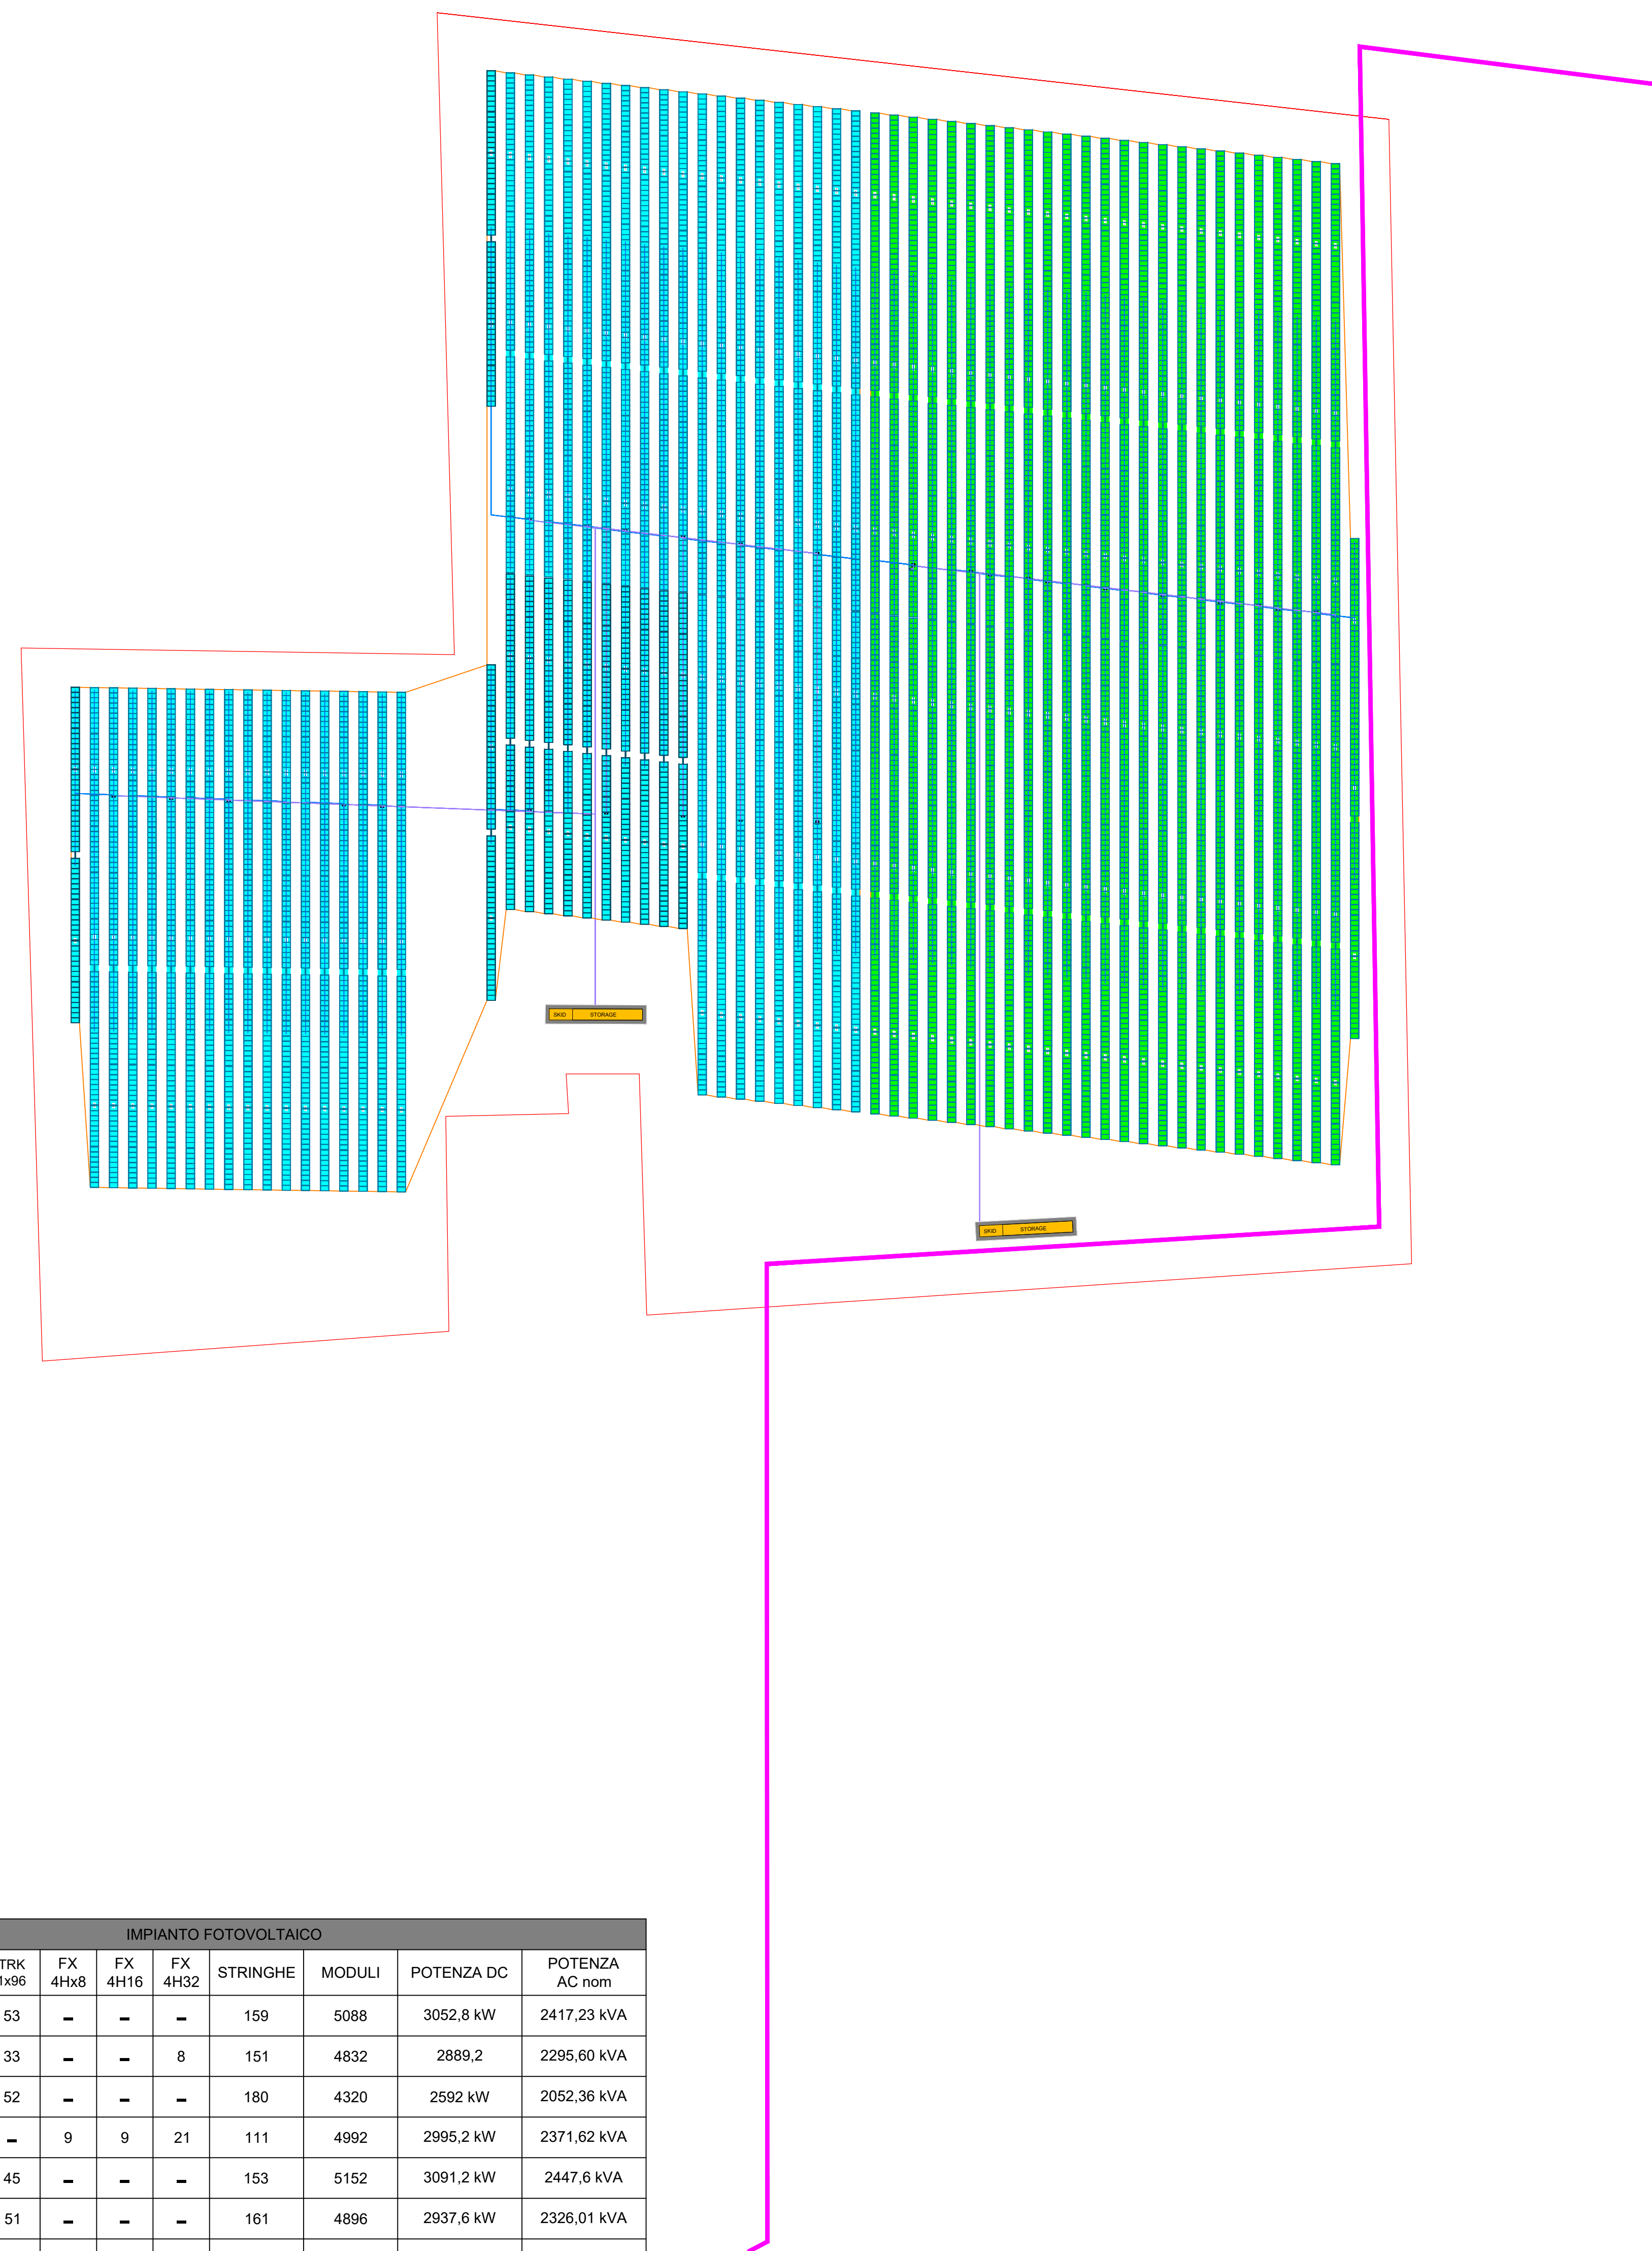 SKID STORAGE
SKID STORAGE
IMPIANTO FOTOVOLTAICO
TRK 1x96 FX 4Hx8 FX 4H16 FX 4H32 STRINGHE MODULI POTENZA DC POTENZA AC nom
53 - - - 159 5088 3052,8 kW 2417,23 kVA
33 - - 8 151 4832 2889,2 2295,60 kVA
52 - - - 180 4320 2592 kW 2052,36 kVA
- 9 9 21 111 4992 2995,2 kW 2371,62 kVA
45 - - - 153 5152 3091,2 kW 2447,6 kVA
51 - - - 161 4896 2937,6 kW 2326,01 kVA